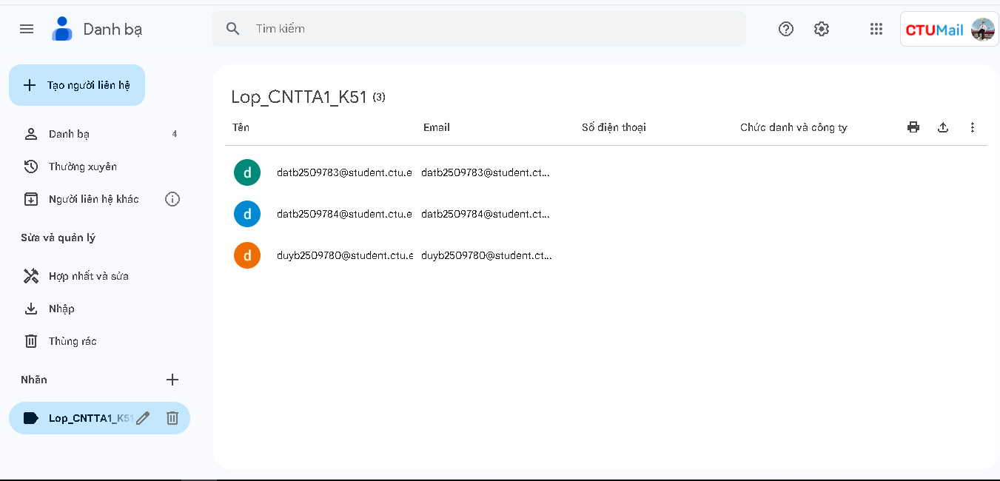 Danh bạ
Tìm kiếm
CTUMail
Tạo người liên hệ
Danh bạ 4
Thường xuyên
Người liên hệ khác
Sửa và quản lý
Hợp nhất và sửa
Nhập
Thùng rác
Nhãn
Lop_CNTTA1_K51
Lop_CNTTA1_K51 (3)
Tên Email Số điện thoại Chức danh và công ty
d datb2509783@student.ctu.e datb2509783@student.ct...
d datb2509784@student.ctu.e datb2509784@student.ct...
d duyb2509780@student.ctu.e duyb2509780@student.ct...